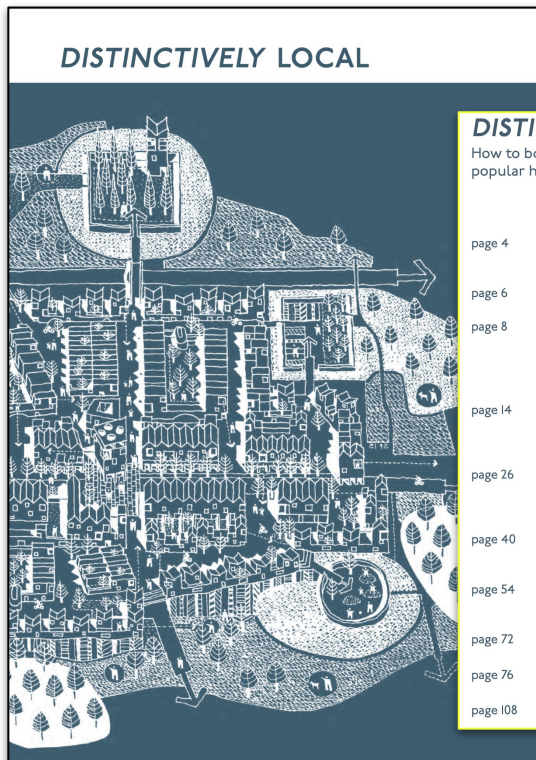 DISTINCTIVELY LOCAL
DISTI
How to bo
popular h
page 4
page 6
page 8
page 14
page 26
page 40
page 54
page 72
page 76
page 108